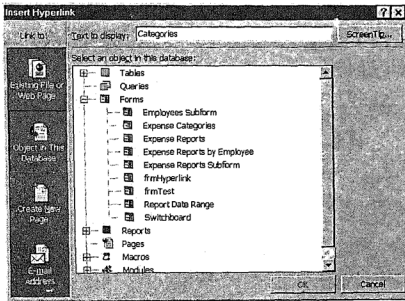 Insert Hyperlink
Link to:
Text to display:
Categories
ScreenTip...
Select an object in this database:
Existing File or
Web Page
Object in This
Database
Create New
Page
E-mail
Address
Tables
Queries
Forms
Employees Subform
Expense Categories
Expense Reports
Expense Reports by Employee
Expense Reports Subform
frmHyperlink
frmTest
Report Date Range
Switchboard
Reports
Pages
Macros
Modules
OK
Cancel